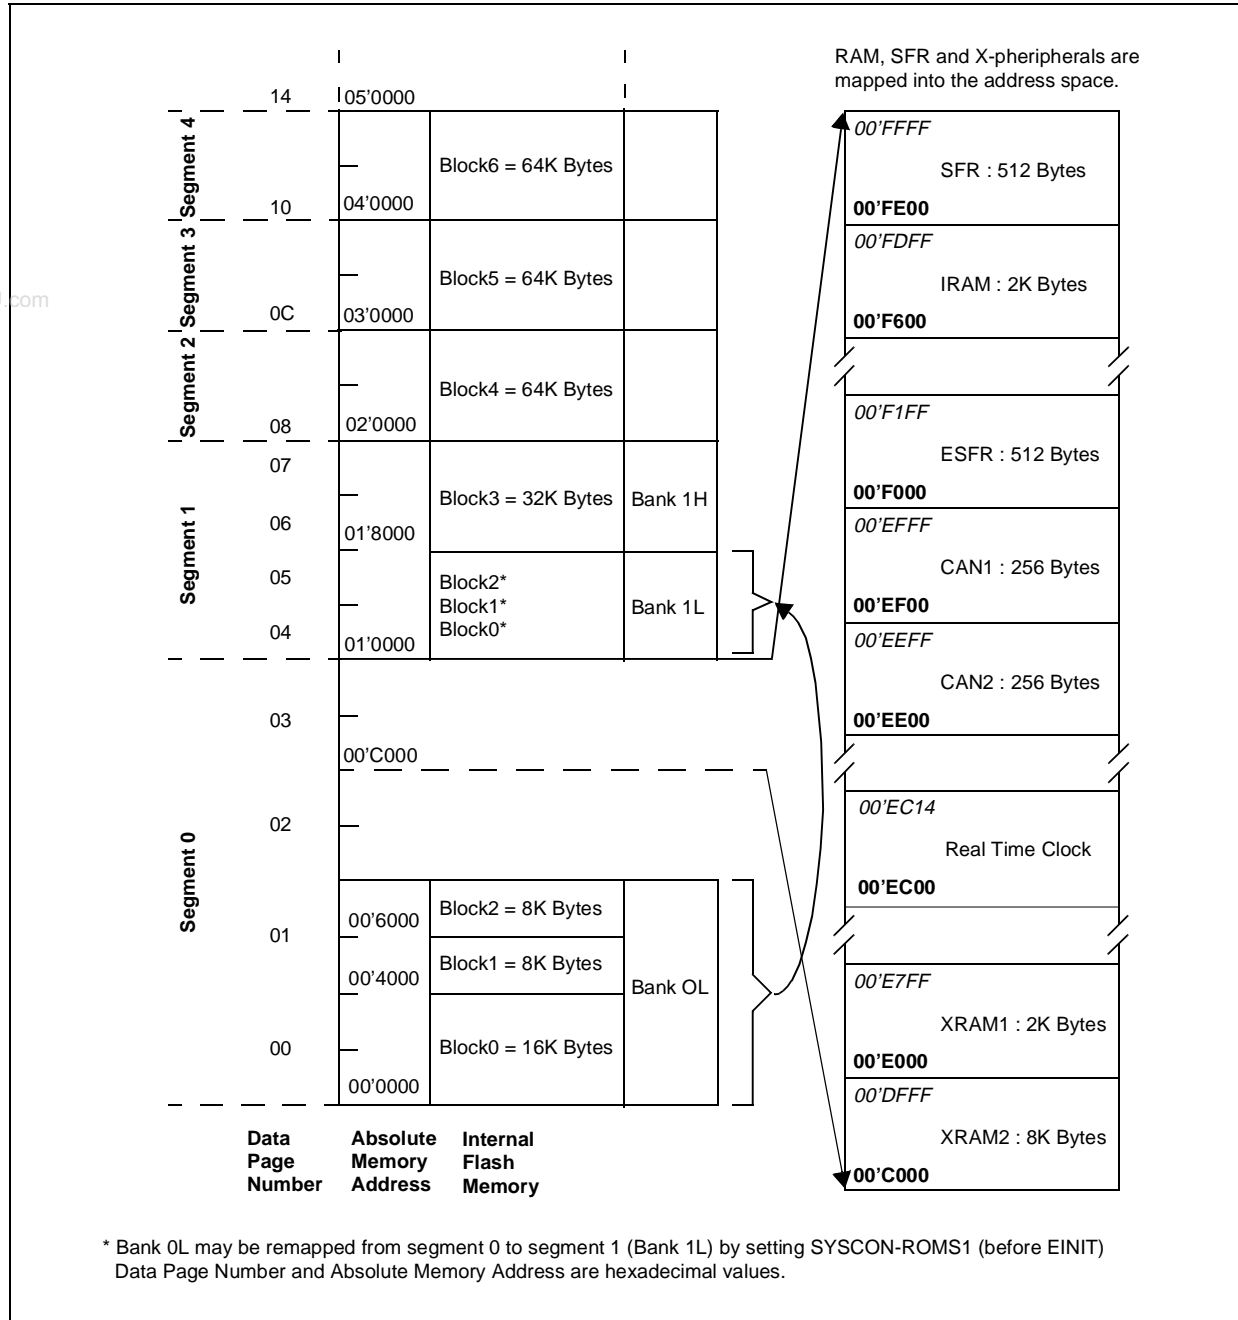 RAM, SFR and X-pheripherals are
mapped into the address space.
14
05'0000
Segment 4
Block6 = 64K Bytes
10
04'0000
Segment 3
Block5 = 64K Bytes
0C
03'0000
Segment 2
Block4 = 64K Bytes
08
02'0000
Segment 1
07
Block3 = 32K Bytes
Bank 1H
06
01'8000
05
Block2*
Block1*
Block0*
Bank 1L
04
01'0000
Segment 0
03
00'C000
02
Block2 = 8K Bytes
00'6000
01
Block1 = 8K Bytes
00'4000
Bank OL
00
Block0 = 16K Bytes
00'0000
Data
Page
Number
Absolute
Memory
Address
Internal
Flash
Memory
00'FFFF
SFR : 512 Bytes
00'FE00
00'FDFF
IRAM : 2K Bytes
00'F600
00'F1FF
ESFR : 512 Bytes
00'F000
00'EFFF
CAN1 : 256 Bytes
00'EF00
00'EEFF
CAN2 : 256 Bytes
00'EE00
00'EC14
Real Time Clock
00'EC00
00'E7FF
XRAM1 : 2K Bytes
00'E000
00'DFFF
XRAM2 : 8K Bytes
00'C000
* Bank 0L may be remapped from segment 0 to segment 1 (Bank 1L) by setting SYSCON-ROMS1 (before EINIT)
Data Page Number and Absolute Memory Address are hexadecimal values.
.com